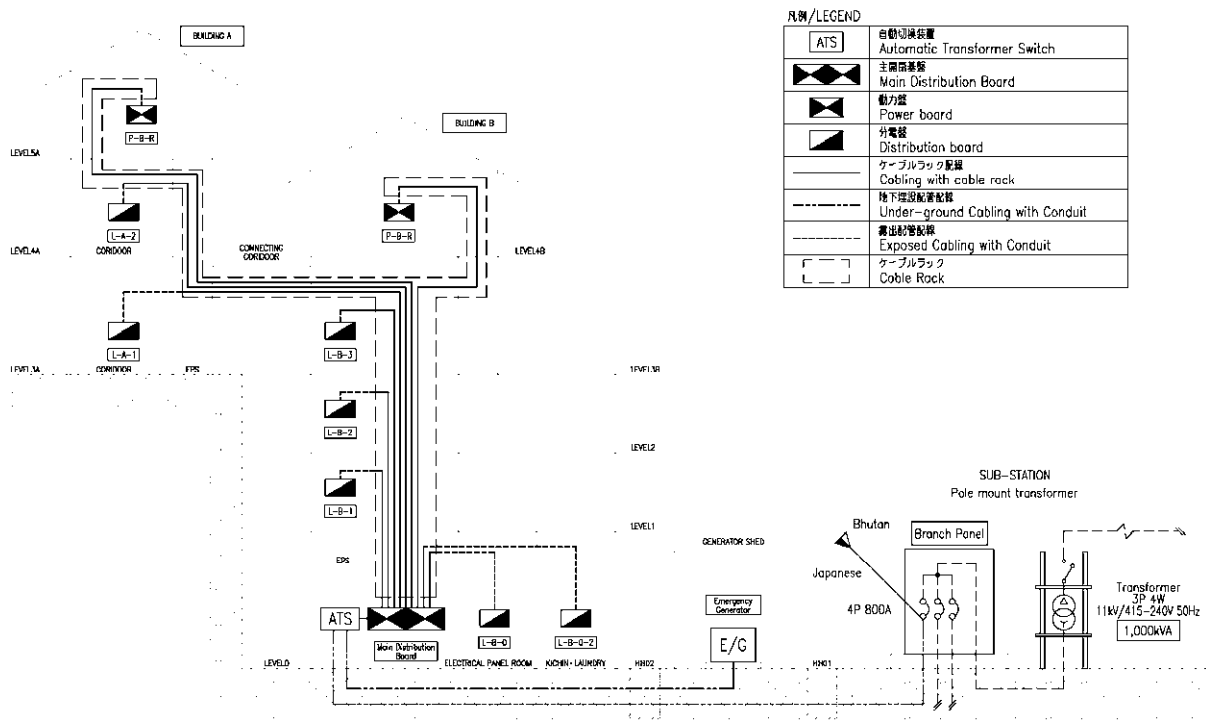 凡例/LEGEND
ATS
自動切換装置
Automatic Transformer Switch
主開閉基盤
Main Distribution Board
動力盤
Power board
分電盤
Distribution board
ケーブルラック配線
Cabling with cable rack
地下埋設配管配線
Under-ground Cabling with Conduit
露出配管配線
Exposed Cabling with Conduit
ケーブルラック
Cable Rack
BUILDING A
P-B-R
LEVEL5A
L-A-2
LEVEL4A
CORIDOOR
CONNECTING
CORIDOOR
BUILDING B
P-B-R
LEVEL4B
L-A-1
LEVEL3A
CORIDOOR
EPS
L-B-3
LEVEL3B
L-B-2
LEVEL2
L-B-1
LEVEL1
EPS
ATS
Main Distribution
Board
L-B-0
L-B-0-2
LEVEL0
ELECTRICAL PANEL ROOM
KICHIN・LAUNDRY
HH02
GENERATOR SHED
Emergency
Generator
E/G
HH01
SUB-STATION
Pole mount transformer
Bhutan
Japanese
Branch Panel
4P 800A
Transformer
3P 4W
11kV/415-240V 50Hz
1,000kVA